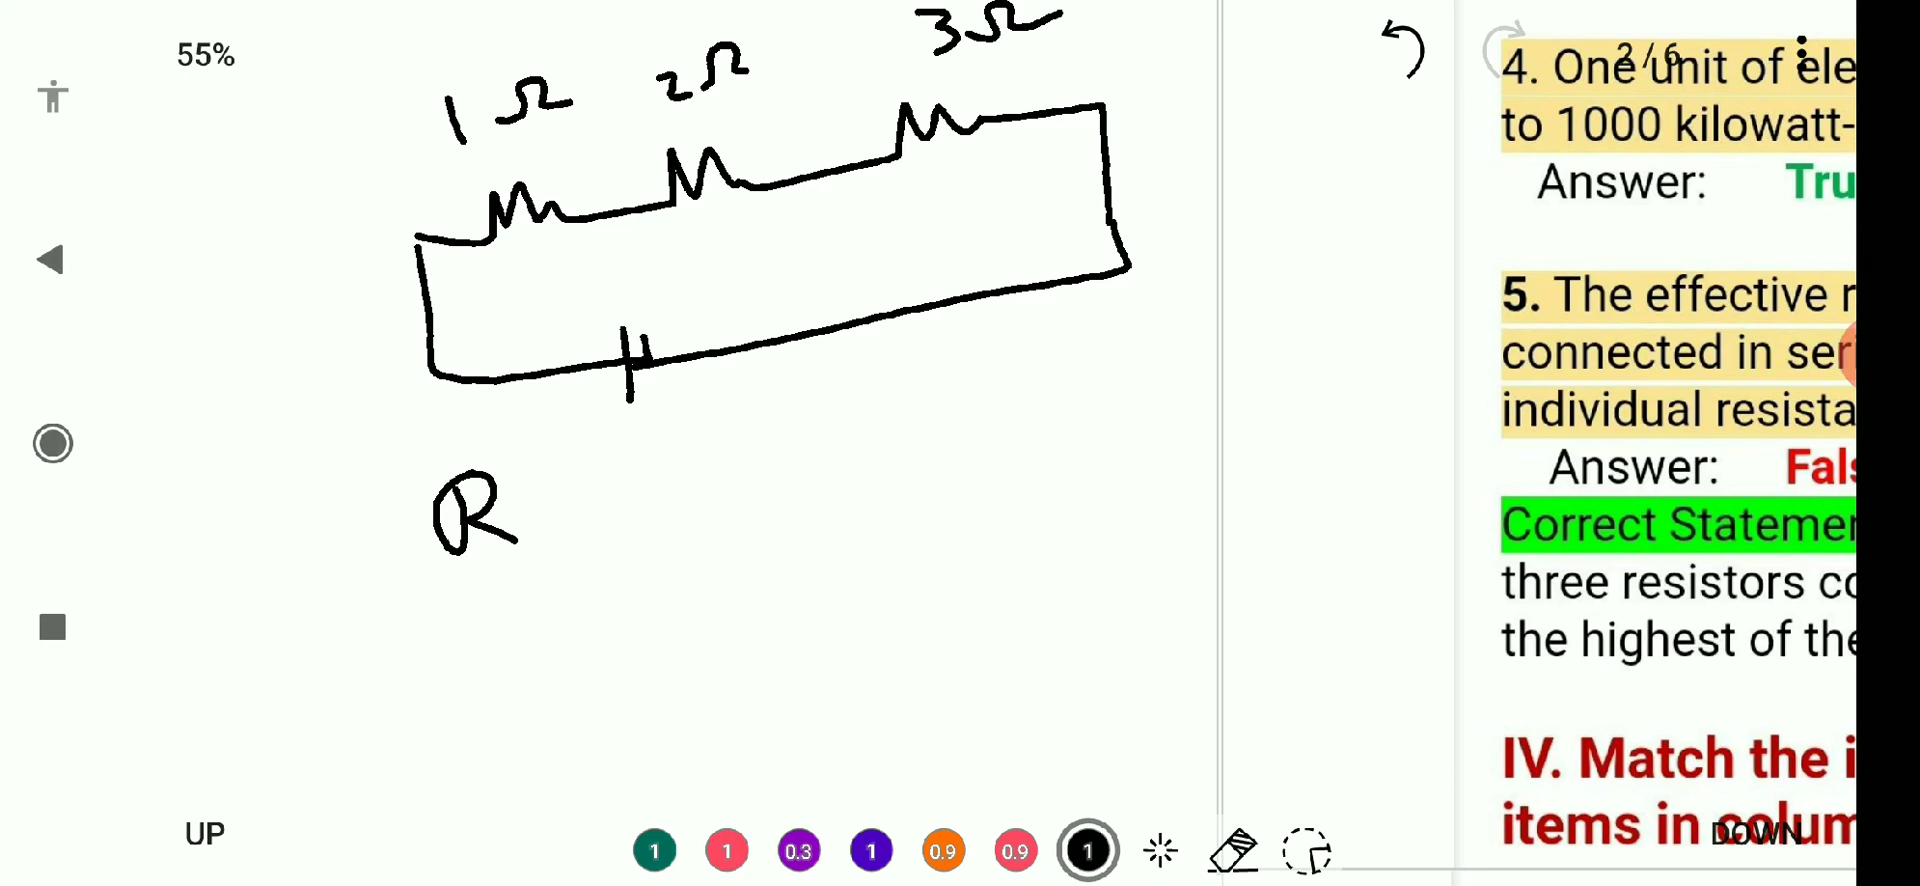 55%
1 Ω
2 Ω
3 Ω
R
UP
1
1
0.3
1
0.9
0.9
1
2 / 6
4. One unit of ele
to 1000 kilowatt-
Answer: Tru
5. The effective r
connected in seri
individual resista
Answer: Fals
Correct Statemen
three resistors co
the highest of the
IV. Match the i
items in colum
DOWN